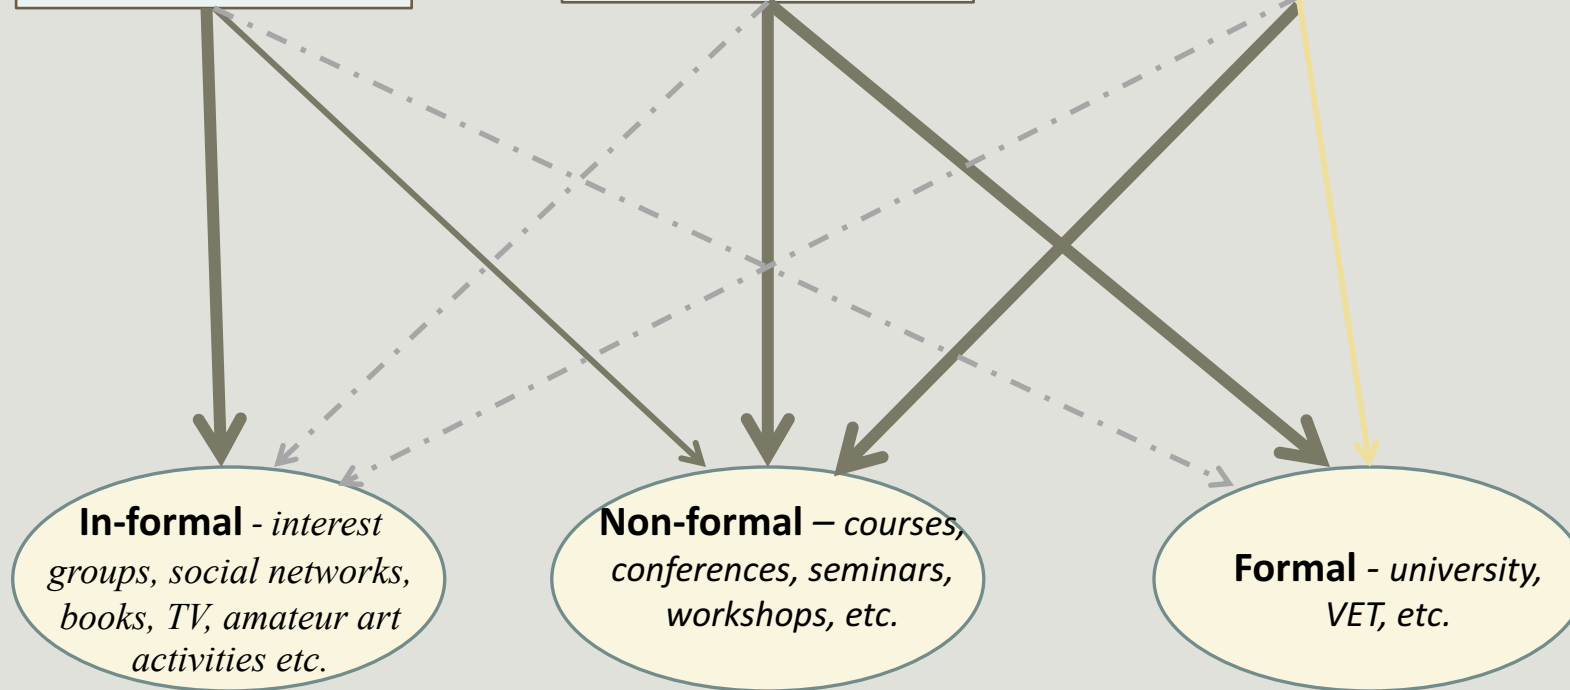 In-formal - interest
groups, social networks,
books, TV, amateur art
activities etc.
Non-formal – courses,
conferences, seminars,
workshops, etc.
Formal - university,
VET, etc.